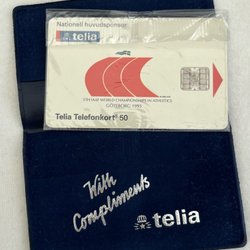 Nationell huvudsponsor
telia
5TH IAAF WORLD CHAMPIONSHIPS IN ATHLETICS
GÖTEBORG 1995
Telia Telefonkort 50
With
Compliments
telia